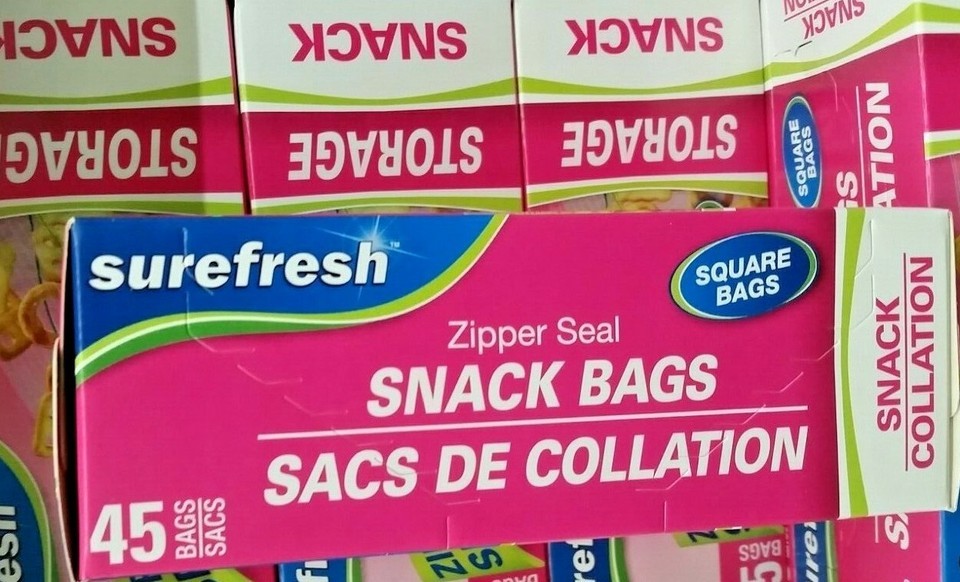 SNACK
SNACK
SNACK
SNACK
STORAGE
STORAGE
STORAGE
SQUARE
BAGS
surefresh™
SQUARE
BAGS
Zipper Seal
SNACK BAGS
SACS DE COLLATION
45
BAGS
SACS
SNACK
COLLATION